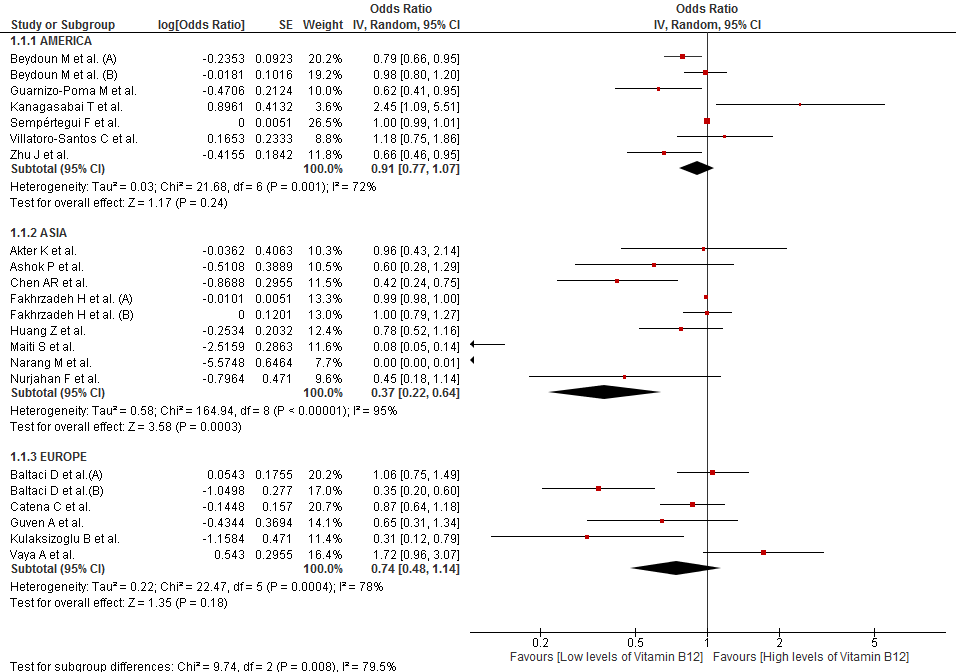 Odds Ratio Odds Ratio
Study or Subgroup log[Odds Ratio] SE Weight IV, Random, 95% CI IV, Random, 95% CI
1.1.1 AMERICA
Beydoun M et al. (A) -0.2353 0.0923 20.2% 0.79 [0.66, 0.95]
Beydoun M et al. (B) -0.0181 0.1016 19.2% 0.98 [0.80, 1.20]
Guarnizo-Poma M et al. -0.4706 0.2124 10.0% 0.62 [0.41, 0.95]
Kanagasabai T et al. 0.8961 0.4132 3.6% 2.45 [1.09, 5.51]
Sempértegui F et al. 0 0.0051 26.5% 1.00 [0.99, 1.01]
Villatoro-Santos C et al. 0.1653 0.2333 8.8% 1.18 [0.75, 1.86]
Zhu J et al. -0.4155 0.1842 11.8% 0.66 [0.46, 0.95]
Subtotal (95% CI) 100.0% 0.91 [0.77, 1.07]
Heterogeneity: Tau² = 0.03; Chi² = 21.68, df = 6 (P = 0.001); I² = 72%
Test for overall effect: Z = 1.17 (P = 0.24)
1.1.2 ASIA
Akter K et al. -0.0362 0.4063 10.3% 0.96 [0.43, 2.14]
Ashok P et al. -0.5108 0.3889 10.5% 0.60 [0.28, 1.29]
Chen AR et al. -0.8688 0.2955 11.5% 0.42 [0.24, 0.75]
Fakhrzadeh H et al. (A) -0.0101 0.0051 13.3% 0.99 [0.98, 1.00]
Fakhrzadeh H et al. (B) 0 0.1201 13.0% 1.00 [0.79, 1.27]
Huang Z et al. -0.2534 0.2032 12.4% 0.78 [0.52, 1.16]
Maiti S et al. -2.5159 0.2863 11.6% 0.08 [0.05, 0.14]
Narang M et al. -5.5748 0.6464 7.7% 0.00 [0.00, 0.01]
Nurjahan F et al. -0.7964 0.471 9.6% 0.45 [0.18, 1.14]
Subtotal (95% CI) 100.0% 0.37 [0.22, 0.64]
Heterogeneity: Tau² = 0.58; Chi² = 164.94, df = 8 (P < 0.00001); I² = 95%
Test for overall effect: Z = 3.58 (P = 0.0003)
1.1.3 EUROPE
Baltaci D et al.(A) 0.0543 0.1755 20.2% 1.06 [0.75, 1.49]
Baltaci D et al.(B) -1.0498 0.277 17.0% 0.35 [0.20, 0.60]
Catena C et al. -0.1448 0.157 20.7% 0.87 [0.64, 1.18]
Guven A et al. -0.4344 0.3694 14.1% 0.65 [0.31, 1.34]
Kulaksizoglu B et al. -1.1584 0.471 11.4% 0.31 [0.12, 0.79]
Vaya A et al. 0.543 0.2955 16.4% 1.72 [0.96, 3.07]
Subtotal (95% CI) 100.0% 0.74 [0.48, 1.14]
Heterogeneity: Tau² = 0.22; Chi² = 22.47, df = 5 (P = 0.0004); I² = 78%
Test for overall effect: Z = 1.35 (P = 0.18)
0.2 0.5 1 2 5
Favours [Low levels of Vitamin B12] Favours [High levels of Vitamin B12]
Test for subgroup differences: Chi² = 9.74, df = 2 (P = 0.008), I² = 79.5%